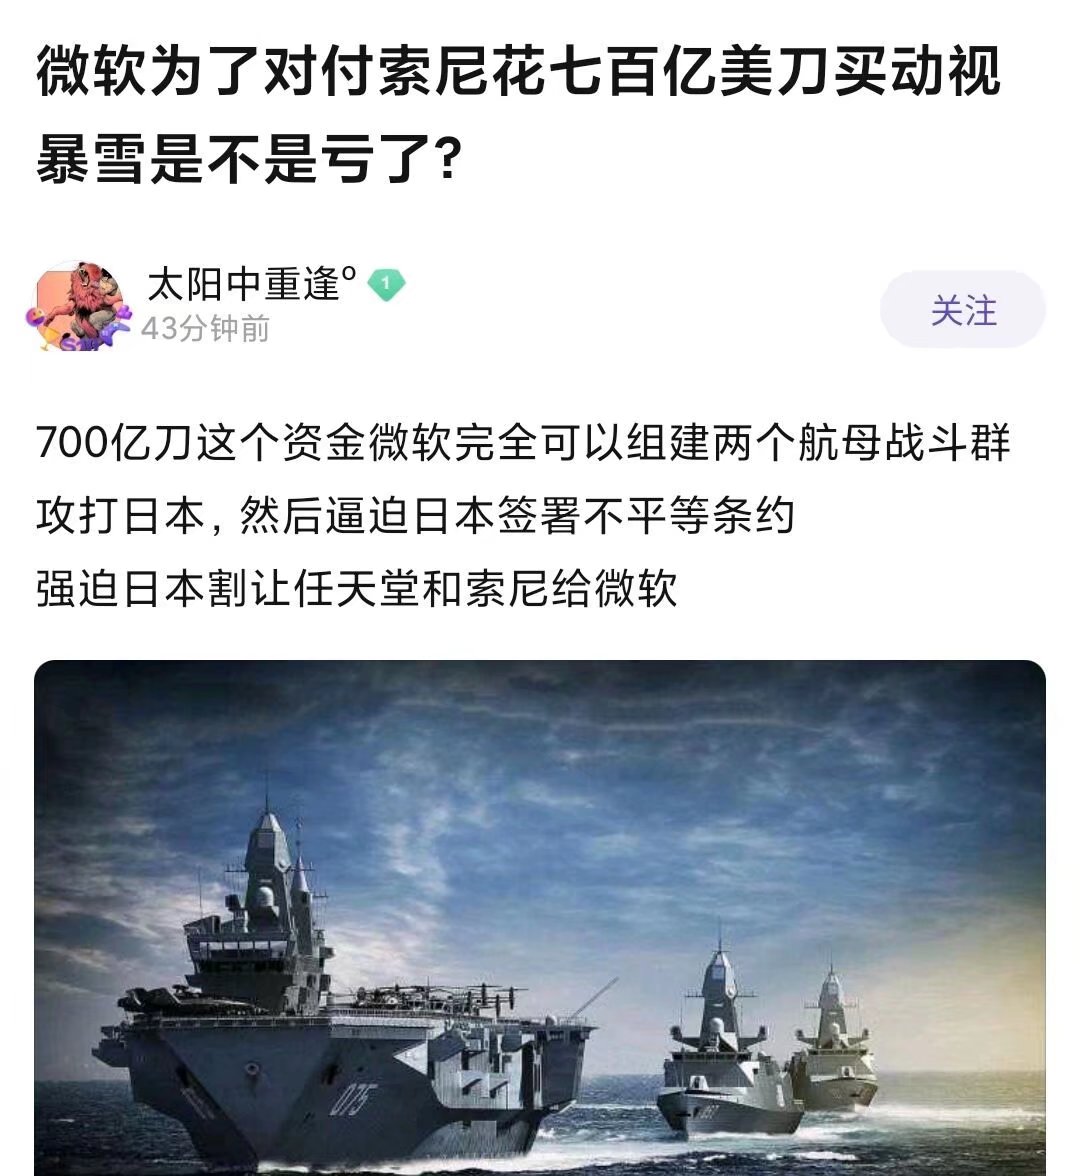 微软为了对付索尼花七百亿美刀买动视
暴雪是不是亏了?
太阳中重逢º
1
43分钟前
关注
700亿刀这个资金微软完全可以组建两个航母战斗群
攻打日本，然后逼迫日本签署不平等条约
强迫日本割让任天堂和索尼给微软
075